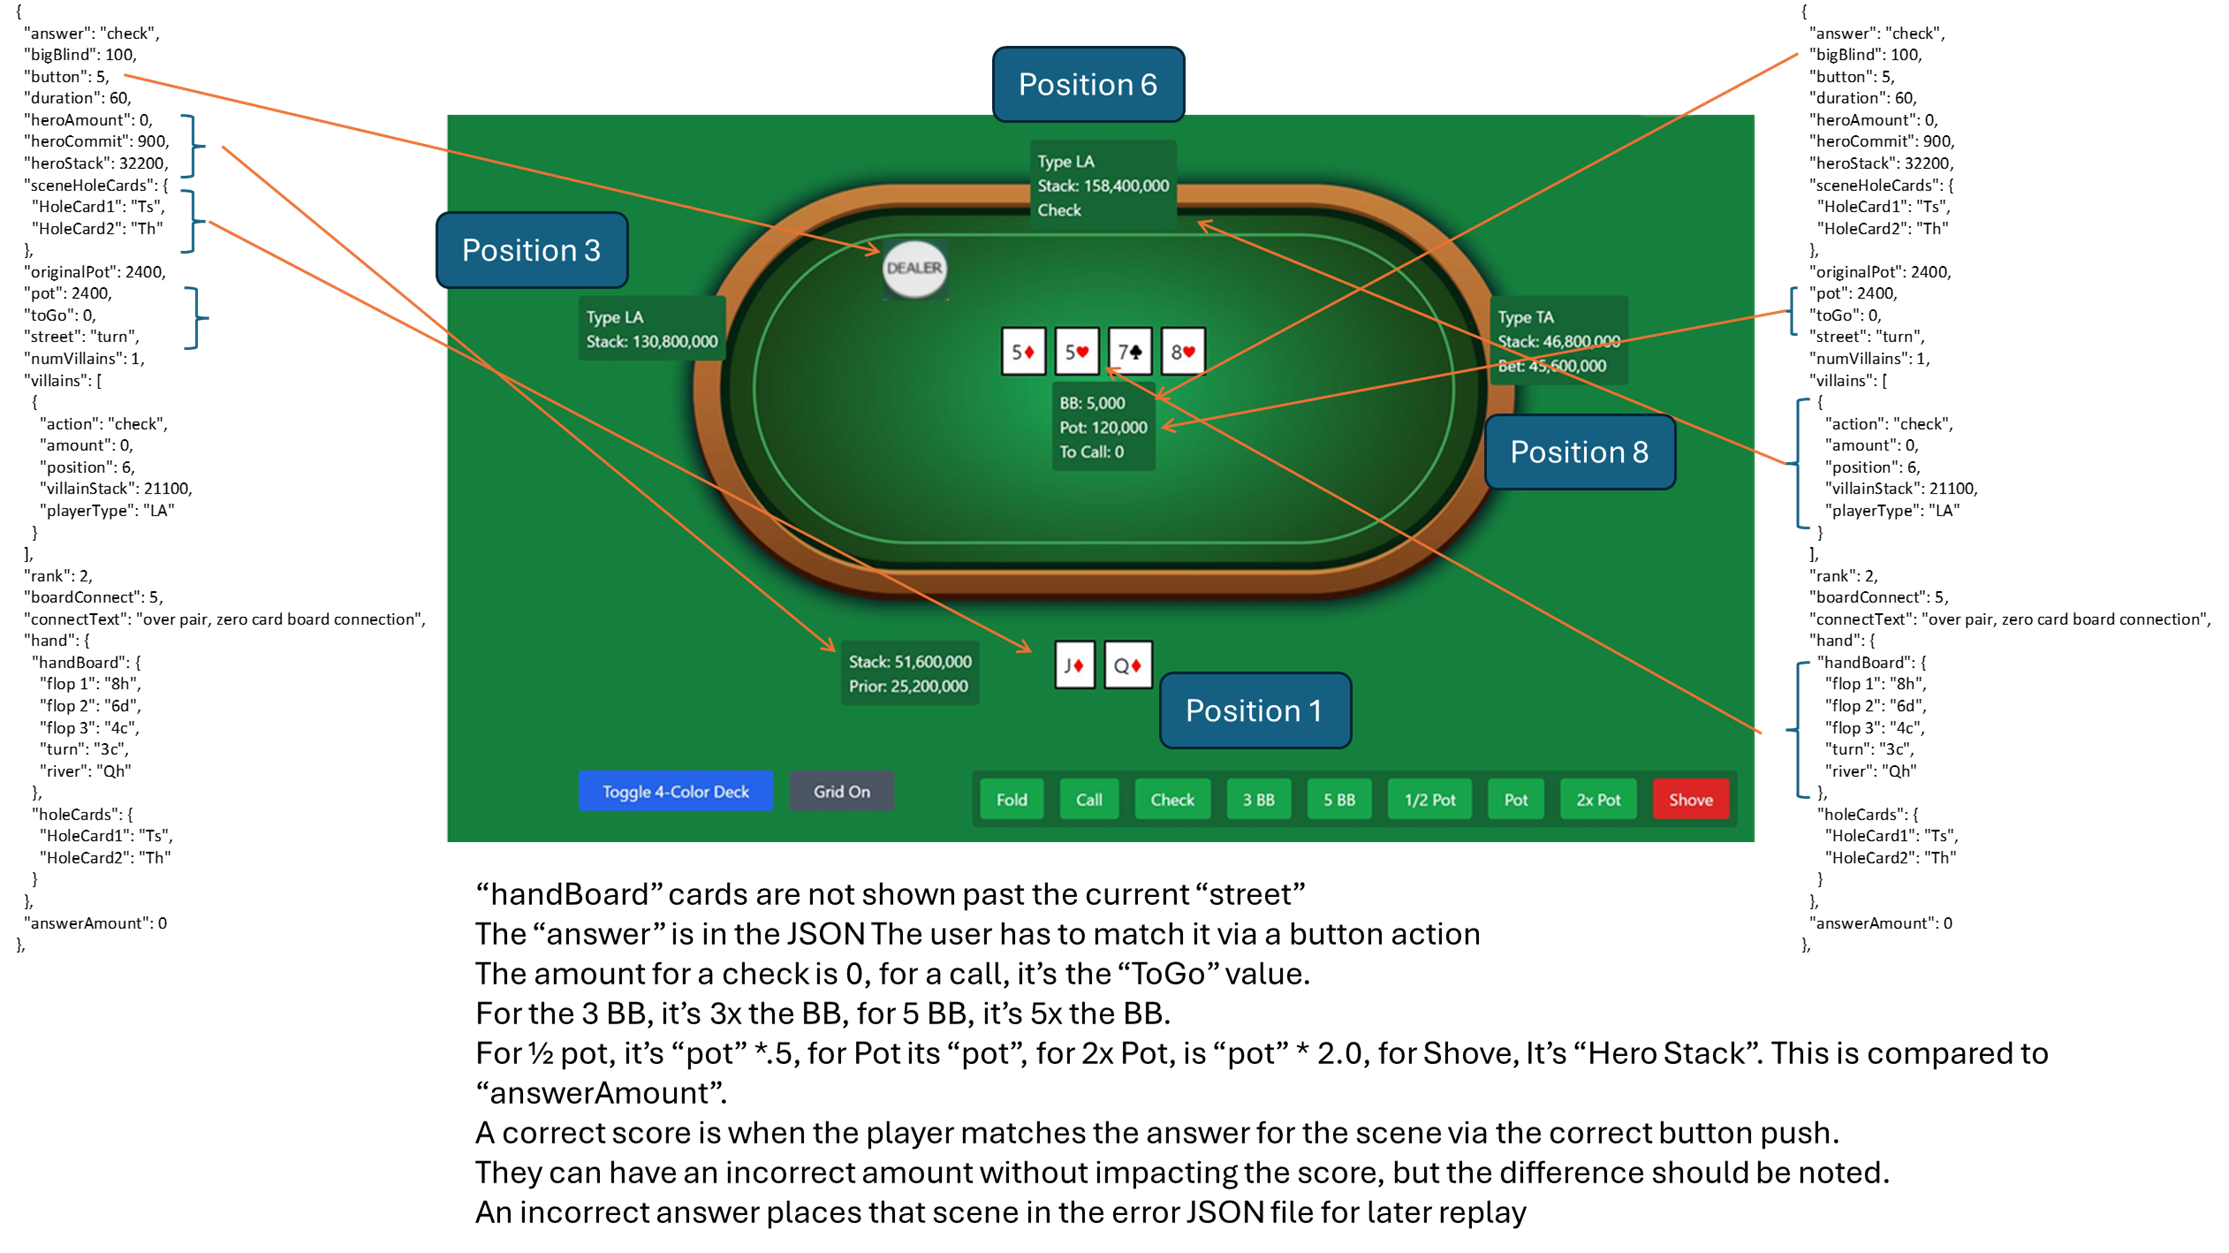 {
"answer": "check",
"bigBlind": 100,
"button": 5,
"duration": 60,
"heroAmount": 0,
"heroCommit": 900,
"heroStack": 32200,
"sceneHoleCards": {
"HoleCard1": "Ts",
"HoleCard2": "Th"
},
"originalPot": 2400,
"pot": 2400,
"toGo": 0,
"street": "turn",
"numVillains": 1,
"villains": [
{
"action": "check",
"amount": 0,
"position": 6,
"villainStack": 21100,
"playerType": "LA"
}
],
"rank": 2,
"boardConnect": 5,
"connectText": "over pair, zero card board connection",
"hand": {
"handBoard": {
"flop 1": "8h",
"flop 2": "6d",
"flop 3": "4c",
"turn": "3c",
"river": "Qh"
},
"holeCards": {
"HoleCard1": "Ts",
"HoleCard2": "Th"
}
},
"answerAmount": 0
},
Position 6
Type LA
Stack: 158,400,000
Check
Position 3
DEALER
Type LA
Stack: 130,800,000
5♦ 5♥ 7♣ 8♥
Type TA
Stack: 46,800,000
Bet: 45,600,000
BB: 5,000
Pot: 120,000
To Call: 0
Position 8
Stack: 51,600,000
Prior: 25,200,000
J♦ Q♦
Position 1
Toggle 4-Color Deck
Grid On
Fold
Call
Check
3 BB
5 BB
1/2 Pot
Pot
2x Pot
Shove
“handBoard” cards are not shown past the current “street”
The “answer” is in the JSON The user has to match it via a button action
The amount for a check is 0, for a call, it’s the “ToGo” value.
For the 3 BB, it’s 3x the BB, for 5 BB, it’s 5x the BB.
For ½ pot, it’s “pot” *.5, for Pot its “pot”, for 2x Pot, is “pot” * 2.0, for Shove, It’s “Hero Stack”. This is compared to
“answerAmount”.
A correct score is when the player matches the answer for the scene via the correct button push.
They can have an incorrect amount without impacting the score, but the difference should be noted.
An incorrect answer places that scene in the error JSON file for later replay
{
"answer": "check",
"bigBlind": 100,
"button": 5,
"duration": 60,
"heroAmount": 0,
"heroCommit": 900,
"heroStack": 32200,
"sceneHoleCards": {
"HoleCard1": "Ts",
"HoleCard2": "Th"
},
"originalPot": 2400,
"pot": 2400,
"toGo": 0,
"street": "turn",
"numVillains": 1,
"villains": [
{
"action": "check",
"amount": 0,
"position": 6,
"villainStack": 21100,
"playerType": "LA"
}
],
"rank": 2,
"boardConnect": 5,
"connectText": "over pair, zero card board connection",
"hand": {
"handBoard": {
"flop 1": "8h",
"flop 2": "6d",
"flop 3": "4c",
"turn": "3c",
"river": "Qh"
},
"holeCards": {
"HoleCard1": "Ts",
"HoleCard2": "Th"
}
},
"answerAmount": 0
},